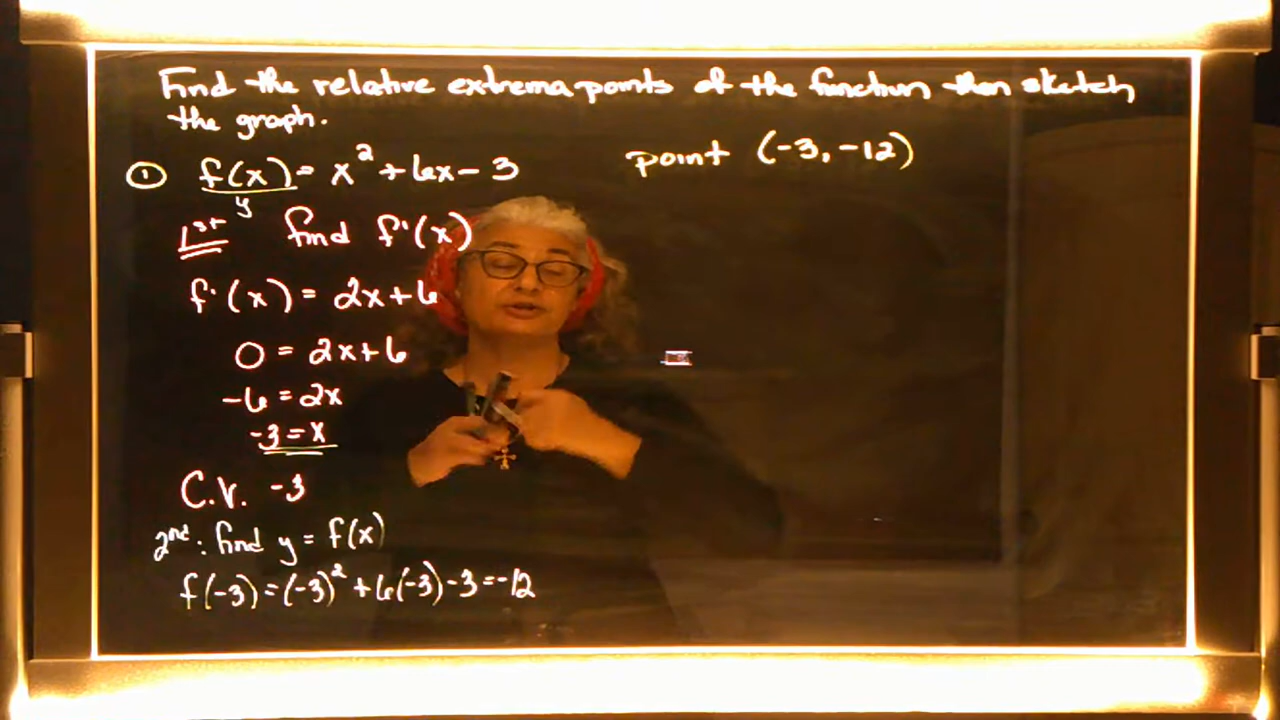 Find the relative extrema points of the function then sketch
the graph.
① f(x) = x² + 6x - 3
y
1st find f'(x)
f'(x) = 2x+6
0 = 2x+6
-6 = 2x
-3 = x
C.V. -3
2nd: find y = f(x)
f(-3) = (-3)² + 6(-3) - 3 = -12
point (-3, -12)